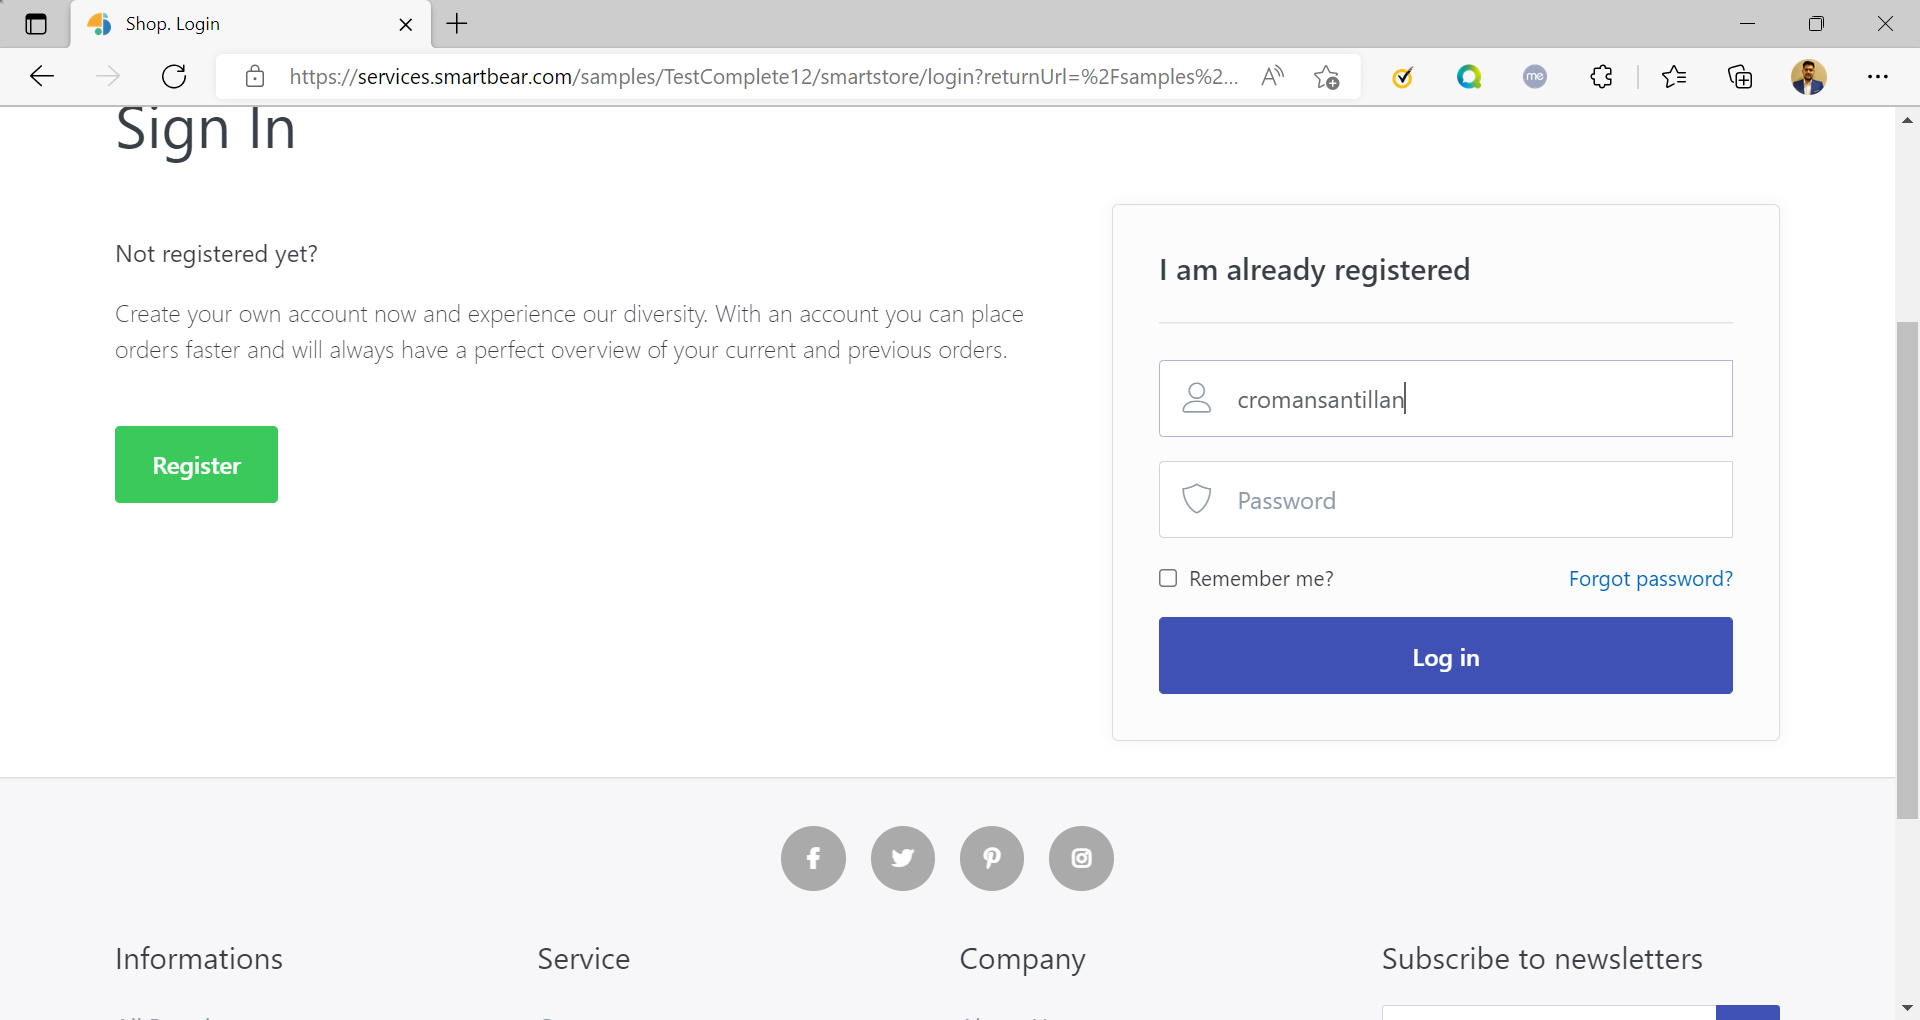 Shop. Login
https://services.smartbear.com/samples/TestComplete12/smartstore/login?returnUrl=%2Fsamples%2...
me
Sign In
Not registered yet?
Create your own account now and experience our diversity. With an account you can place
orders faster and will always have a perfect overview of your current and previous orders.
Register
I am already registered
cromansantillan
Password
Remember me?
Forgot password?
Log in
Informations
Service
Company
Subscribe to newsletters